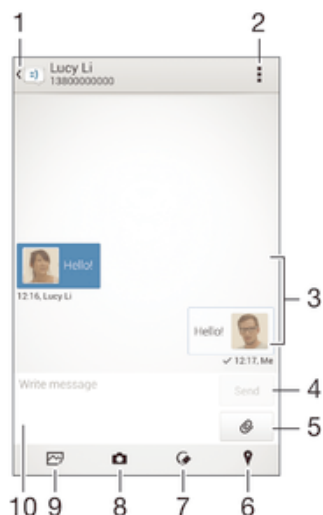 1 2
Lucy Li
13800000000
Hello!
12:16, Lucy Li
3
Hello!
12:17, Me
Write message
Send
4
5
10 9 8 7 6